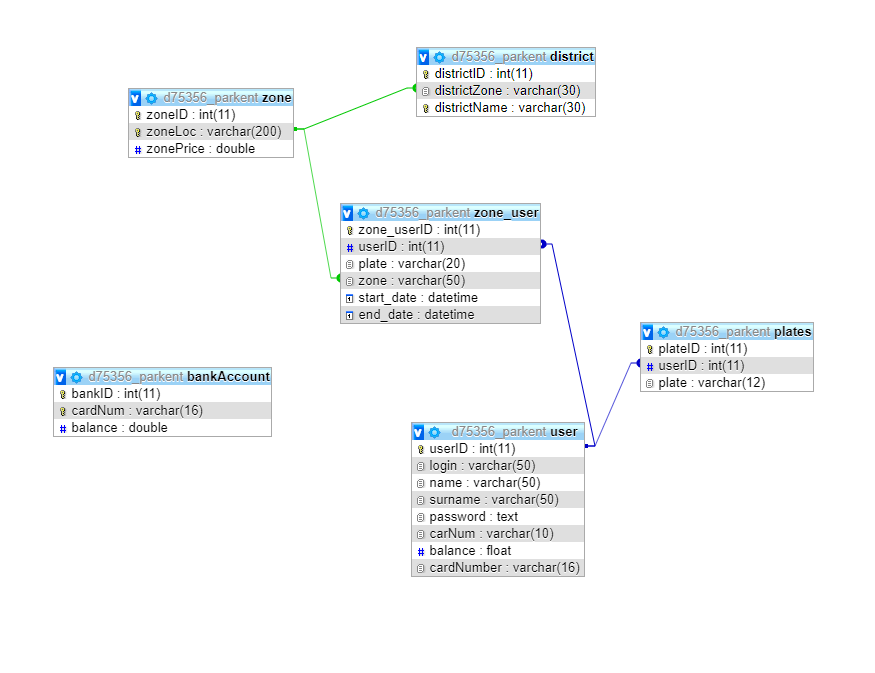 d75356_parkent district
districtID : int(11)
districtZone : varchar(30)
districtName : varchar(30)
d75356_parkent zone
zoneID : int(11)
zoneLoc : varchar(200)
zonePrice : double
d75356_parkent zone_user
zone_userID : int(11)
userID : int(11)
plate : varchar(20)
zone : varchar(50)
start_date : datetime
end_date : datetime
d75356_parkent plates
plateID : int(11)
userID : int(11)
plate : varchar(12)
d75356_parkent bankAccount
bankID : int(11)
cardNum : varchar(16)
balance : double
d75356_parkent user
userID : int(11)
login : varchar(50)
name : varchar(50)
surname : varchar(50)
password : text
carNum : varchar(10)
balance : float
cardNumber : varchar(16)